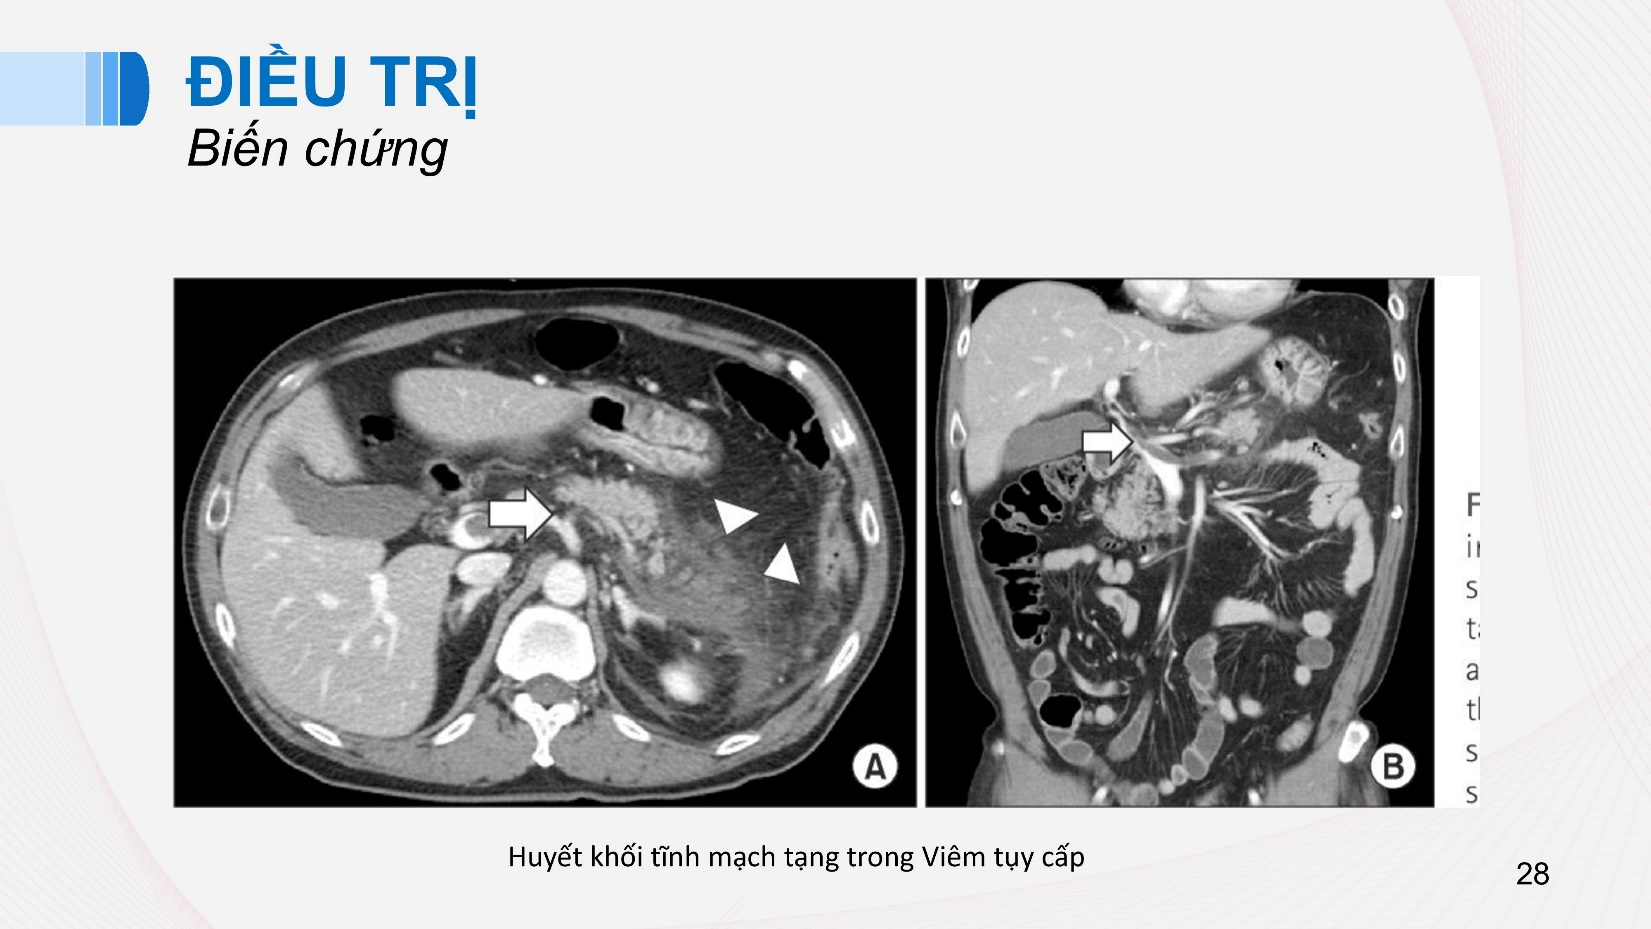 ĐIỀU TRỊ
Biến chứng
A
B
F
s
a
s
s
Huyết khối tĩnh mạch tạng trong Viêm tụy cấp
28